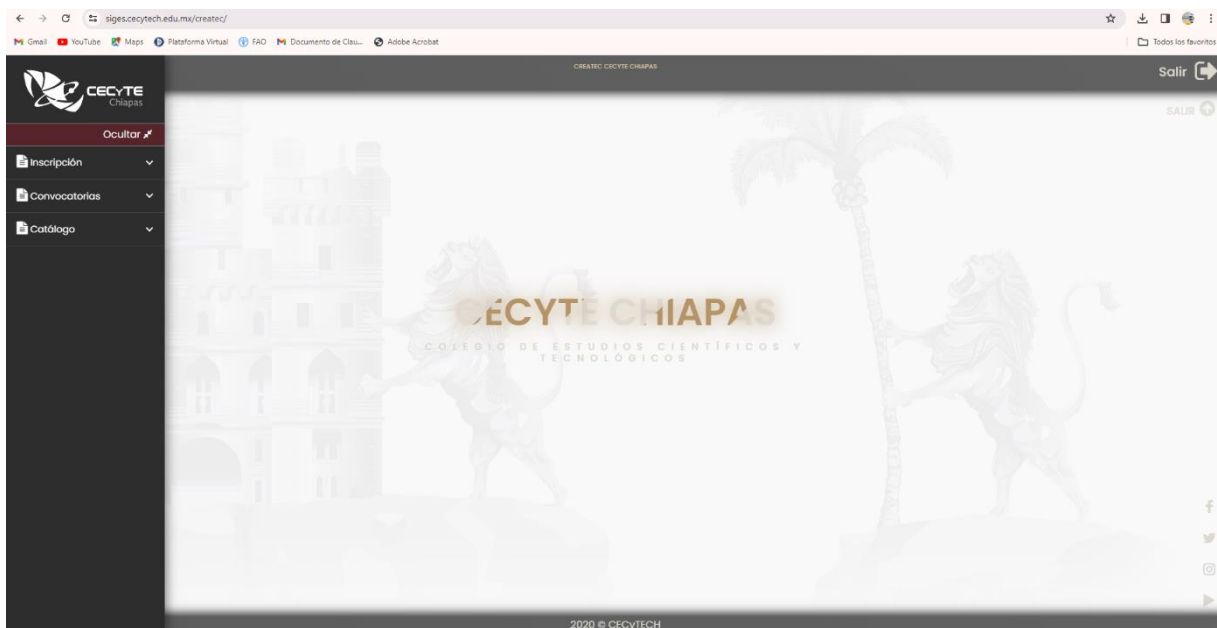 siges.cecytech.edu.mx/createc/
Gmail YouTube Maps Plataforma Virtual FAO Documento de Clau... Adobe Acrobat Todos los favoritos
CECYTE
Chiapas
CREATEC CECYTE CHIAPAS
Salir
SALIR
Ocultar
Inscripción
Convocatorias
Catálogo
CECYTE CHIAPAS
COLEGIO DE ESTUDIOS CIENTÍFICOS Y
TECNOLÓGICOS
2020 © CECyTECH